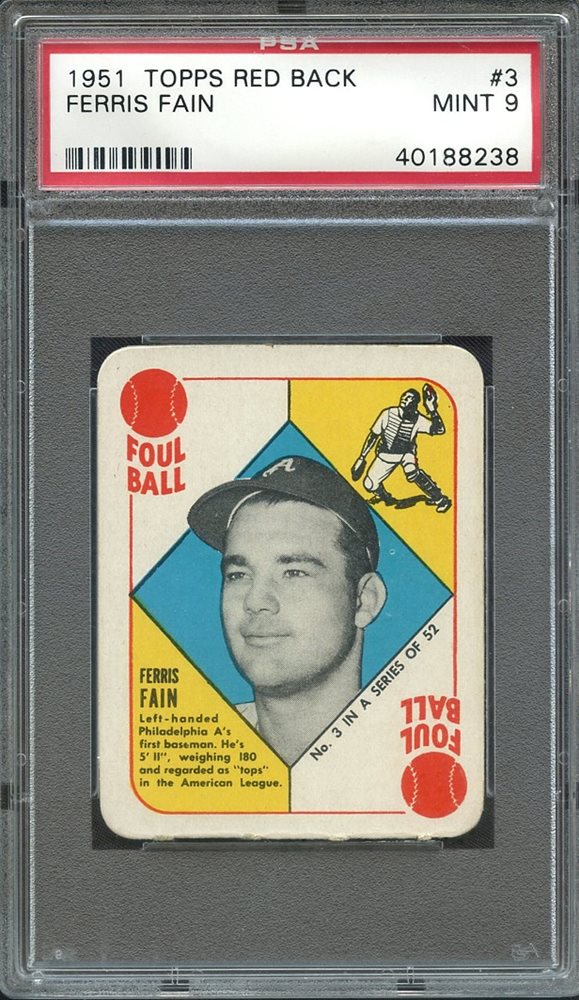 PSA
1951 TOPPS RED BACK #3
FERRIS FAIN MINT 9
40188238
FOUL
BALL
A
FERRIS
FAIN
Left-handed
Philadelphia A's
first baseman. He's
5' 11", weighing 180
and regarded as "tops"
in the American League.
No. 3 IN A SERIES OF 52
FOUL
BALL